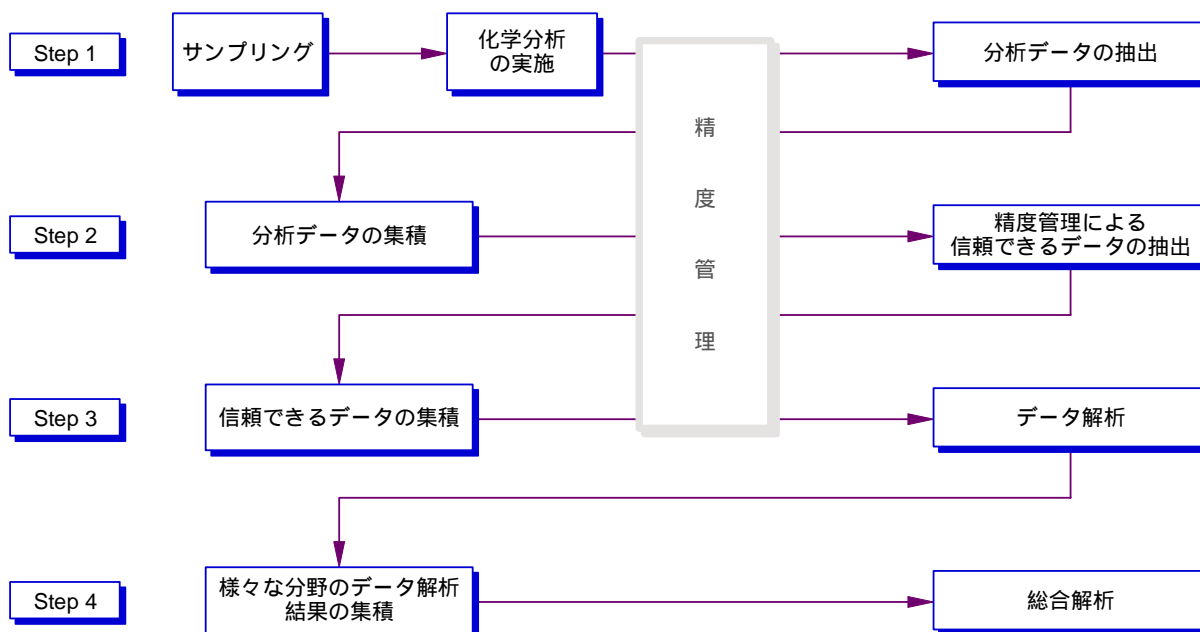 Step 1
サンプリング
化学分析
の実施
分析データの抽出
精
度
管
理
Step 2
分析データの集積
精度管理による
信頼できるデータの抽出
Step 3
信頼できるデータの集積
データ解析
Step 4
様々な分野のデータ解析
結果の集積
総合解析